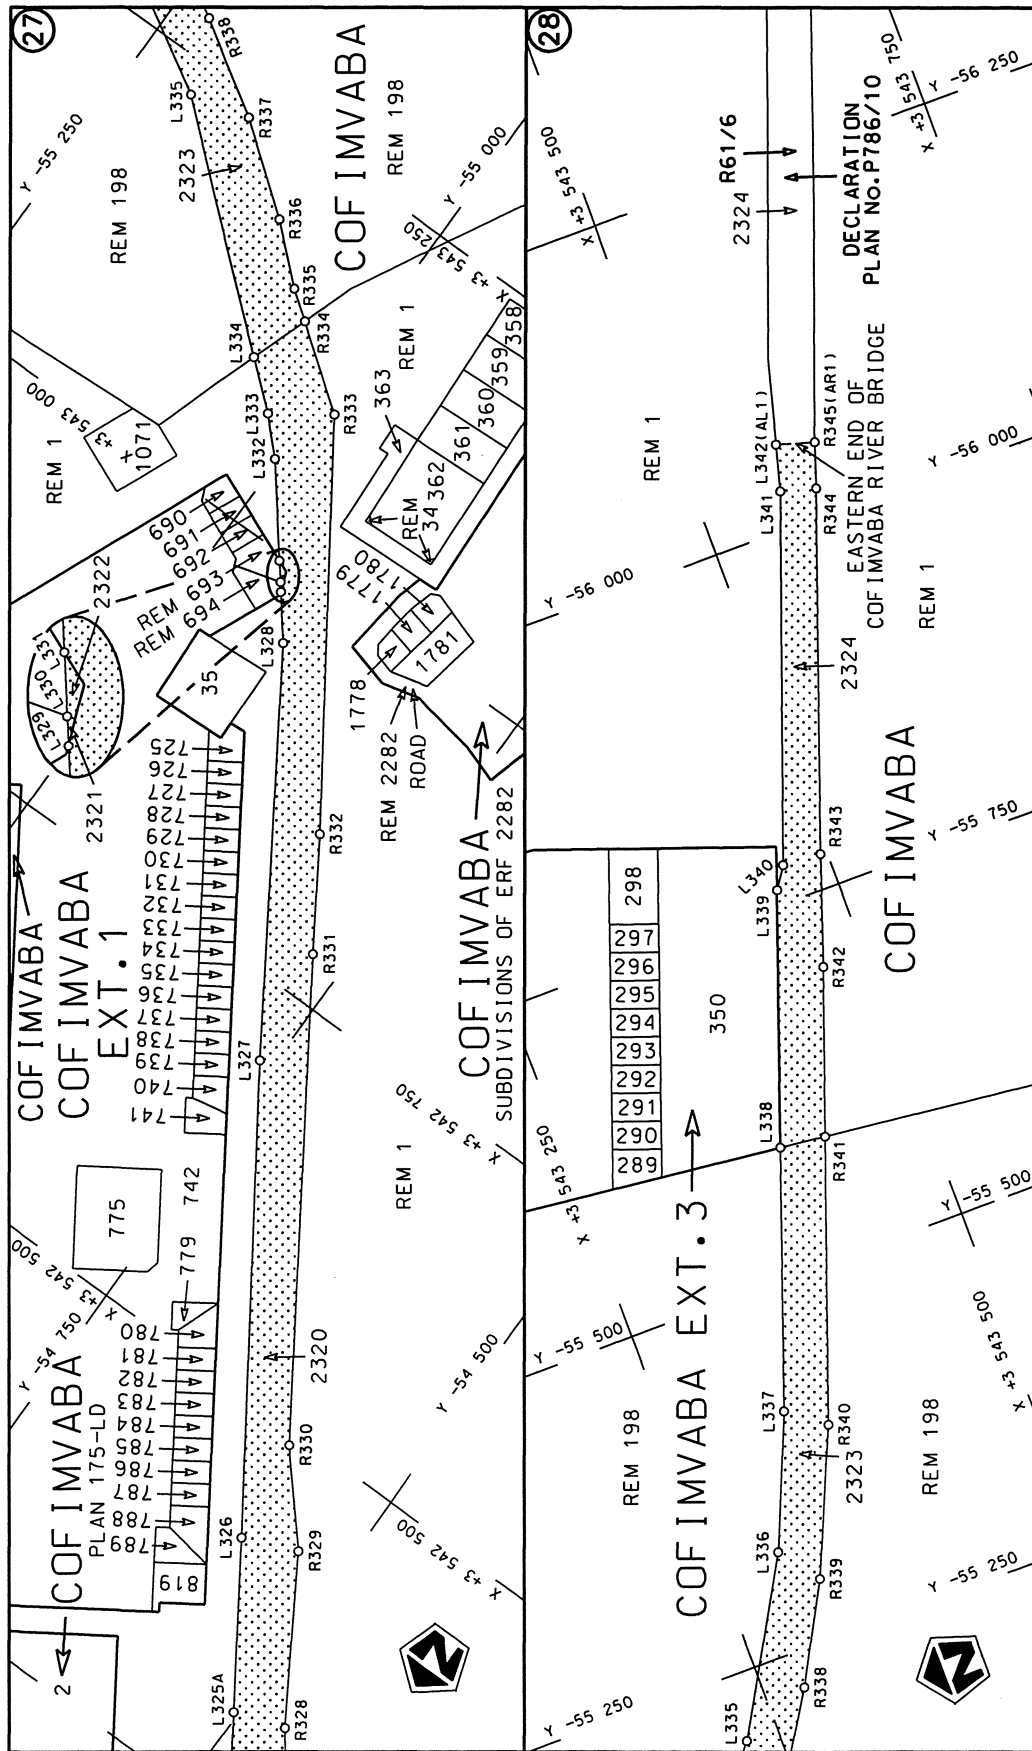 27
COFIMVABA
COFIMVABA
EXT.1
COFIMVABA
PLAN 175-LD
2
819
789
788
787
786
785
784
783
782
781
780
779
742
775
741
740
739
738
737
736
735
734
733
732
731
730
729
728
727
726
725
35
REM 694
REM 693
692
691
690
1071
REM 1
X +3 543 000
REM 198
Y -55 250
2321
2322
L329
L330
L331
L325A
L326
L327
L328
L332
L333
L334
L335
R328
R329
R330
R331
R332
R333
R334
R335
R336
R337
R338
2320
2323
COFIMVABA
REM 198
Y -55 000
X +3 543 250
REM 1
363
358
359
360
361
362
REM
34
1780
1779
1781
1778
REM 2282
ROAD
COFIMVABA
SUBDIVISIONS OF ERF 2282
X +3 542 750
REM 1
Y -54 500
X +3 542 500
Y -54 750
X +3 542 500
28
L335
L336
L337
L338
L339
L340
L341
L342(AL1)
R338
R339
R340
R341
R342
R343
R344
R345(AR1)
Y -55 250
REM 198
COFIMVABA EXT.3
Y -55 500
X +3 543 250
289
290
291
292
293
294
295
296
297
298
350
Y -56 000
REM 1
X +3 543 500
2324
R61/6
DECLARATION
PLAN No.P786/10
X +3 543 750
Y -56 250
EASTERN END OF
COFIMVABA RIVER BRIDGE
REM 1
Y -56 000
2324
COFIMVABA
Y -55 750
Y -55 500
X +3 543 500
2323
REM 198
Y -55 250